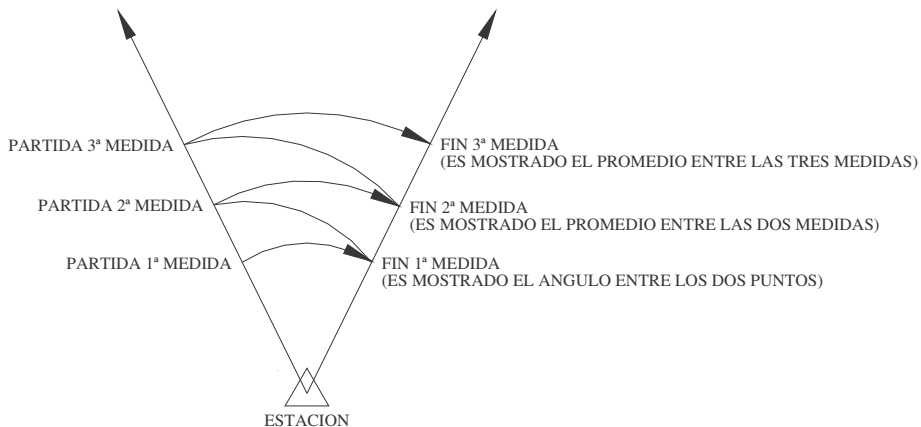 PARTIDA 3ª MEDIDA
FIN 3ª MEDIDA
(ES MOSTRADO EL PROMEDIO ENTRE LAS TRES MEDIDAS)
PARTIDA 2ª MEDIDA
FIN 2ª MEDIDA
(ES MOSTRADO EL PROMEDIO ENTRE LAS DOS MEDIDAS)
PARTIDA 1ª MEDIDA
FIN 1ª MEDIDA
(ES MOSTRADO EL ANGULO ENTRE LOS DOS PUNTOS)
ESTACION